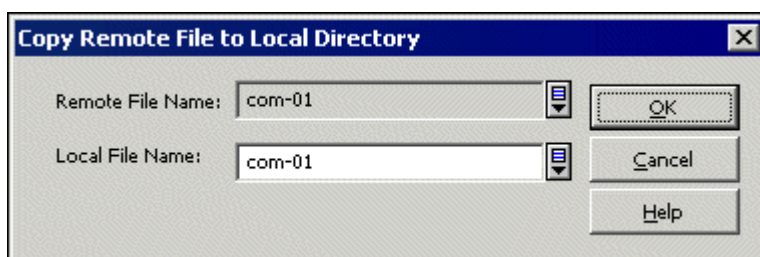 Copy Remote File to Local Directory
Remote File Name: com-01 OK
Local File Name: com-01 Cancel
Help